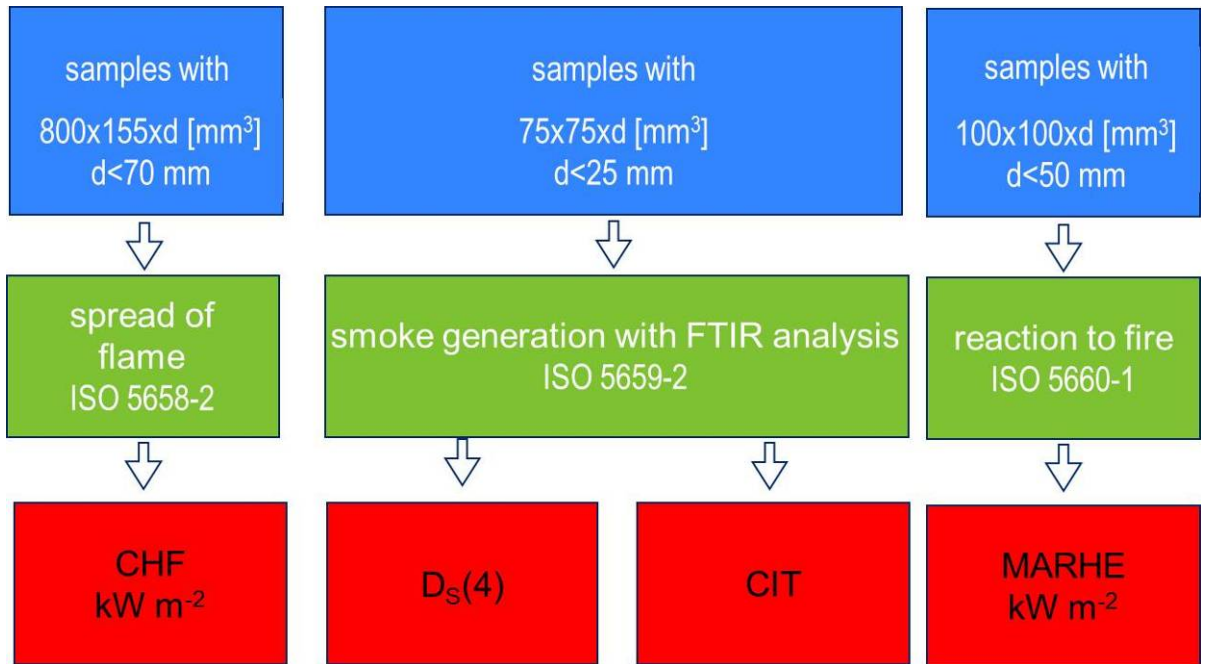 samples with
800x155xd [mm³]
d<70 mm
samples with
75x75xd [mm³]
d<25 mm
samples with
100x100xd [mm³]
d<50 mm
spread of
flame
ISO 5658-2
smoke generation with FTIR analysis
ISO 5659-2
reaction to fire
ISO 5660-1
CHF
kW m⁻²
Dₛ(4)
CIT
MARHE
kW m⁻²